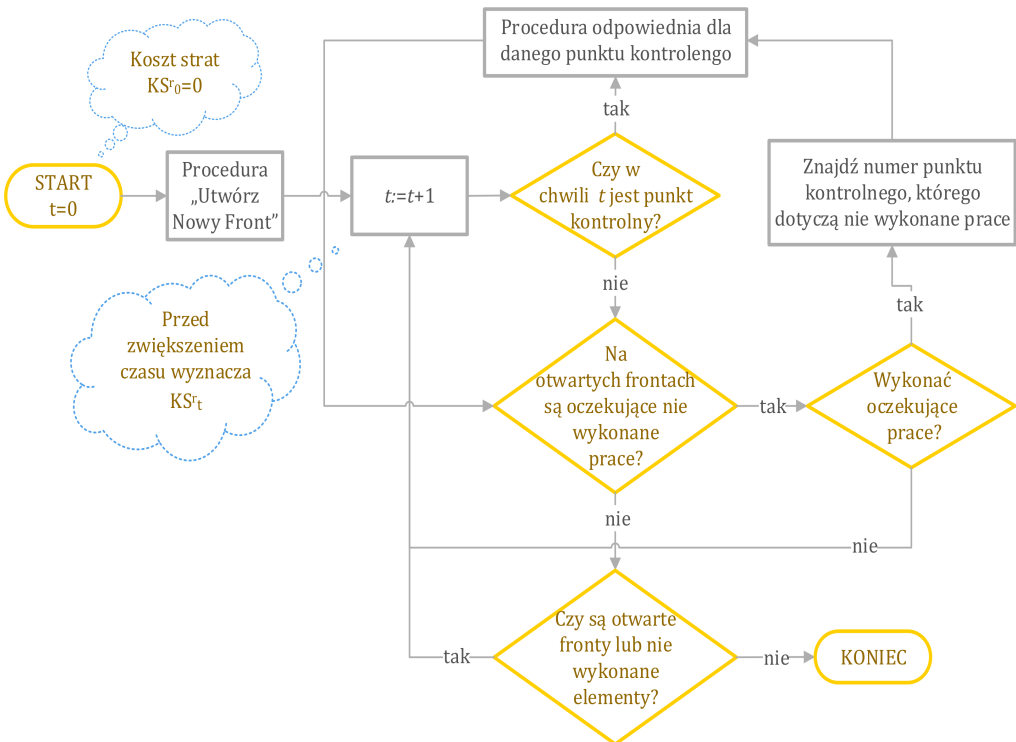 Koszt strat
KSʳ₀=0
START
t=0
Procedura
„Utwórz
Nowy Front”
t:=t+1
Przed
zwiększeniem
czasu wyznacza
KSʳt
Procedura odpowiednia dla
danego punktu kontrolengo
tak
Czy w
chwili t jest punkt
kontrolny?
nie
Znajdź numer punktu
kontrolnego, którego
dotyczą nie wykonane prace
tak
Na
otwartych frontach
są oczekujące nie
wykonane
prace?
tak
Wykonać
oczekujące
prace?
nie
nie
Czy są otwarte
fronty lub nie
wykonane
elementy?
tak
nie
KONIEC